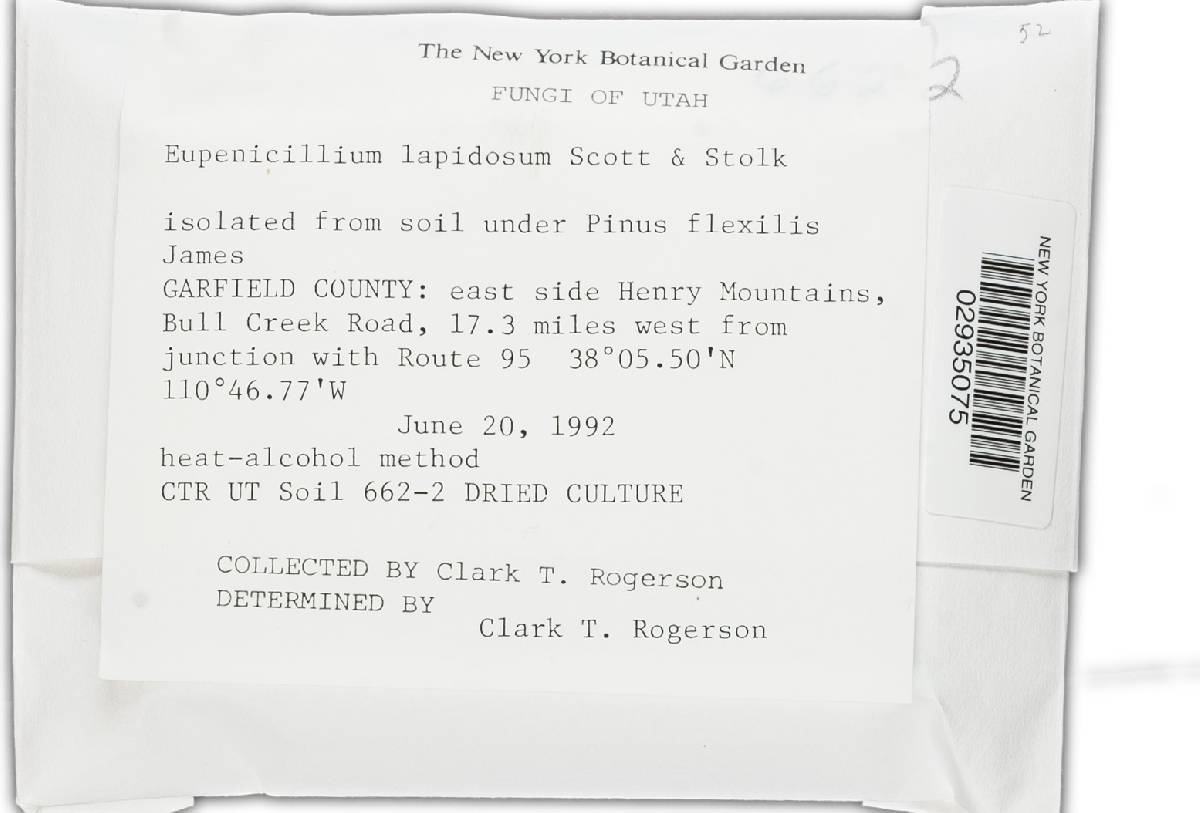 The New York Botanical Garden
FUNGI OF UTAH
Eupenicillium lapidosum Scott & Stolk
isolated from soil under Pinus flexilis
James
GARFIELD COUNTY: east side Henry Mountains,
Bull Creek Road, 17.3 miles west from
junction with Route 95 38°05.50'N
110°46.77'W
June 20, 1992
heat-alcohol method
CTR UT Soil 662-2 DRIED CULTURE
COLLECTED BY Clark T. Rogerson
DETERMINED BY
Clark T. Rogerson
52
2
NEW YORK BOTANICAL GARDEN
02935075